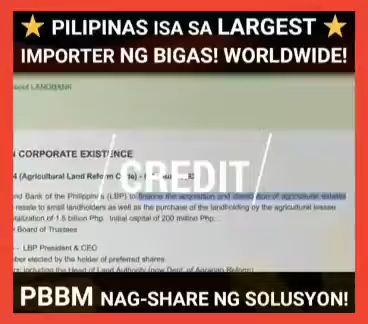 PILIPINAS ISA SA LARGEST
IMPORTER NG BIGAS! WORLDWIDE!
of LANDBANK
CORPORATE EXISTENCE
(Agricultural Land Reform Code) -
CREDIT
Bank of the Philippines (LBP) to finance the acquisition and distribution of agricultural estates
resale to small landholders as well as the purchase of the landholding by the agricultural lessee
of 1.5 billion Php. Initial capital of 200 million Php.
Board of Trustees
LBP President & CEO
elected by the holder of preferred shares
including the Head of Land Authority (now Dept. of Agrarian Reform)
PBBM NAG-SHARE NG SOLUSYON!